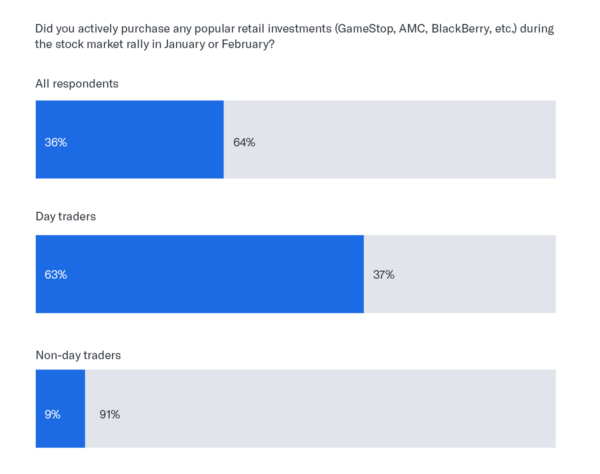 Did you actively purchase any popular retail investments (GameStop, AMC, BlackBerry, etc.) during
the stock market rally in January or February?
All respondents
36% 64%
Day traders
63% 37%
Non-day traders
9% 91%